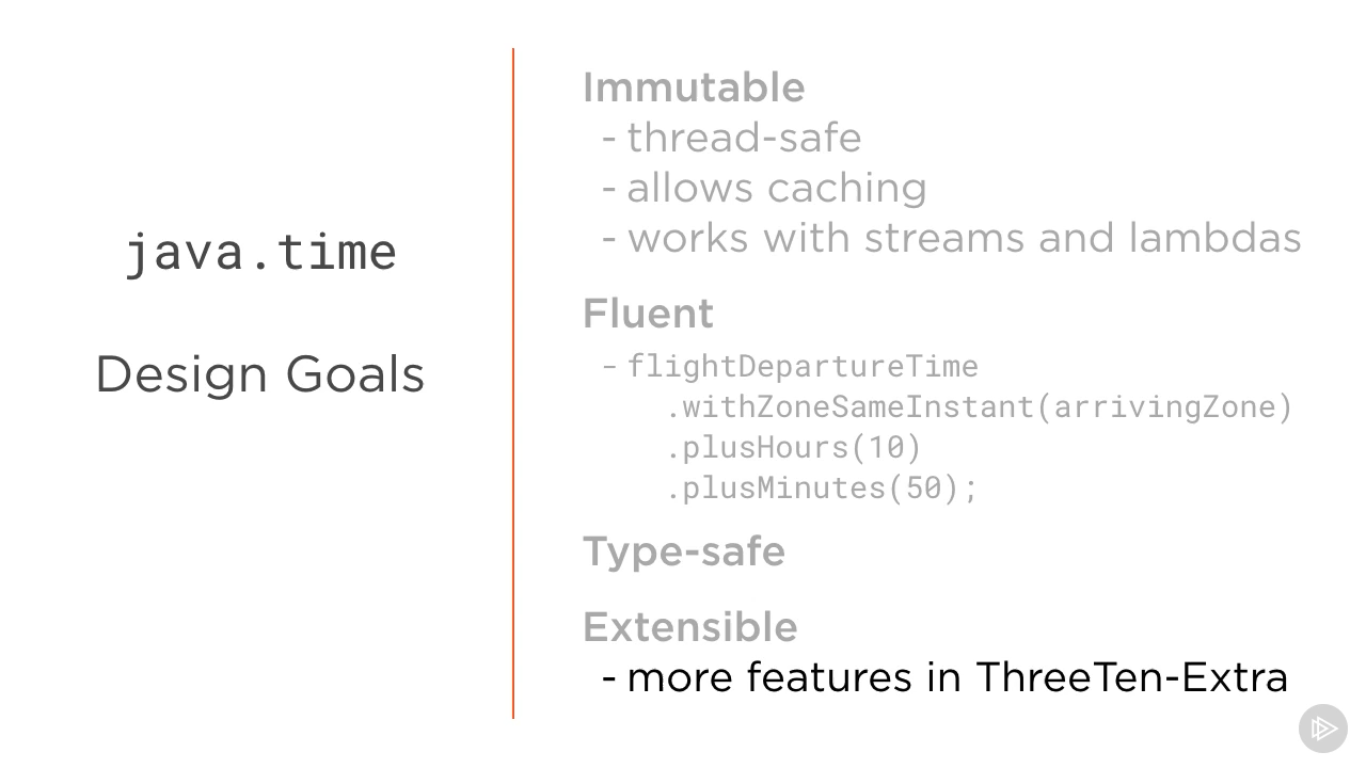 java.time
Design Goals
Immutable
- thread-safe
- allows caching
- works with streams and lambdas
Fluent
- flightDepartureTime
.withZoneSameInstant(arrivingZone)
.plusHours(10)
.plusMinutes(50);
Type-safe
Extensible
- more features in ThreeTen-Extra